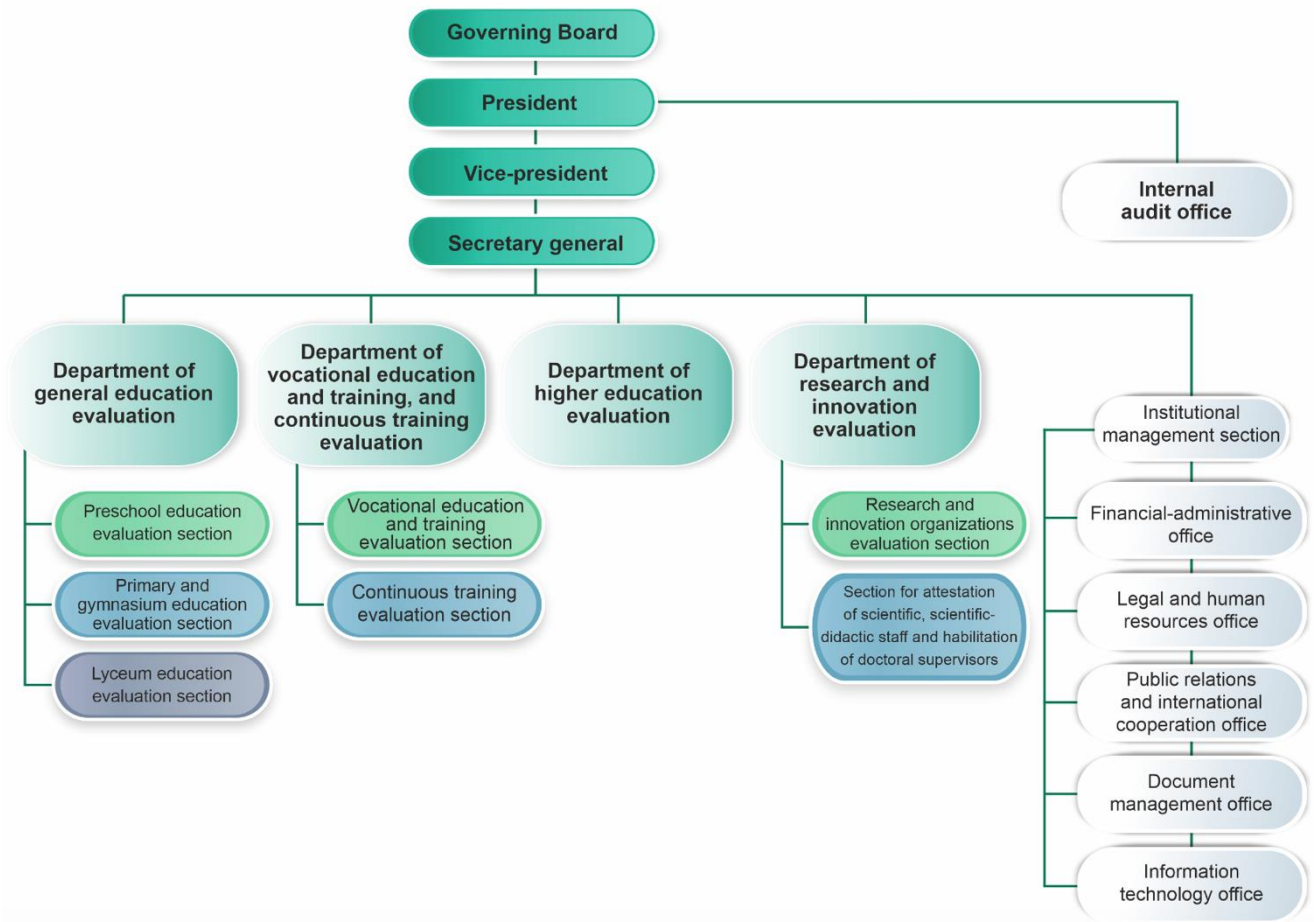 Governing Board
President
Vice-president
Secretary general
Internal
audit office
Department of
general education
evaluation
Preschool education
evaluation section
Primary and
gymnasium education
evaluation section
Lyceum education
evaluation section
Department of
vocational education
and training, and
continuous training
evaluation
Vocational education
and training
evaluation section
Continuous training
evaluation section
Department of
higher education
evaluation
Department of
research and
innovation
evaluation
Research and
innovation organizations
evaluation section
Section for attestation
of scientific, scientific-
didactic staff and habilitation
of doctoral supervisors
Institutional
management section
Financial-administrative
office
Legal and human
resources office
Public relations
and international
cooperation office
Document
management office
Information
technology office